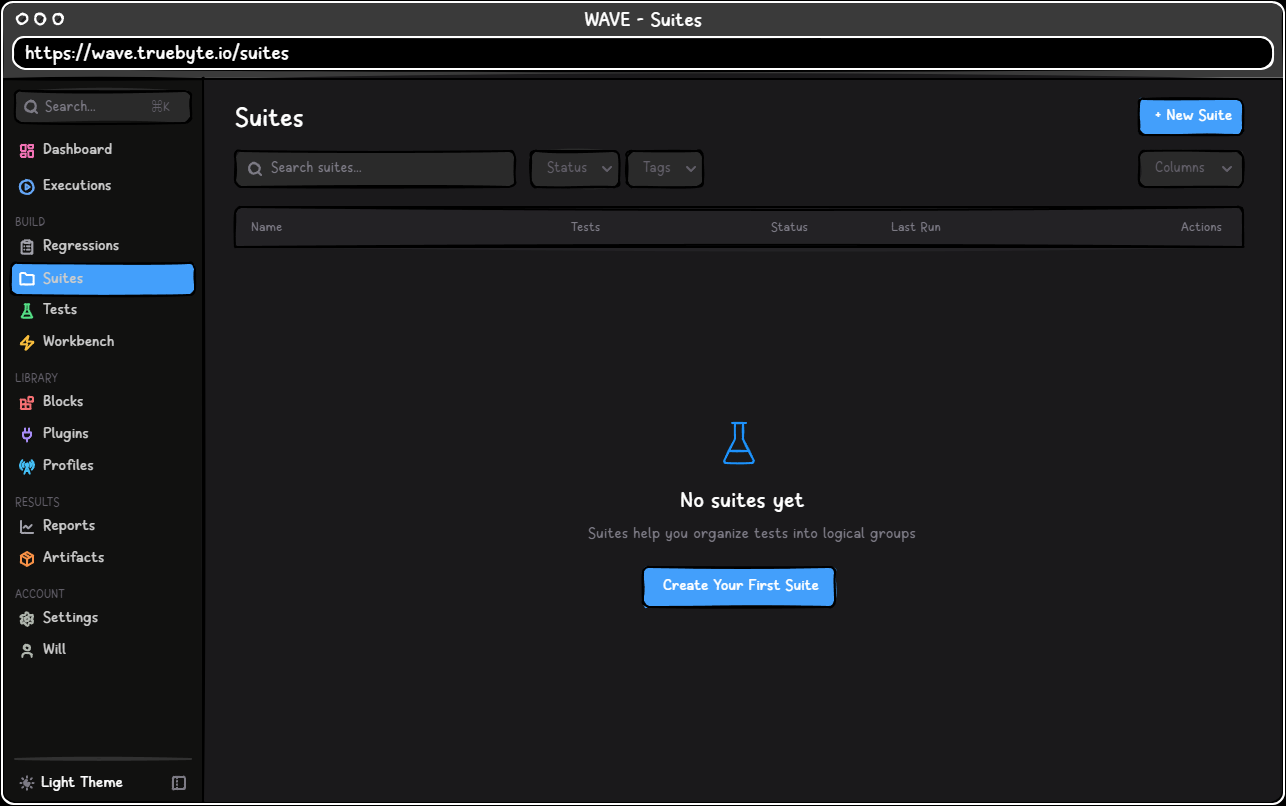 WAVE - Suites
https://wave.truebyte.io/suites
Search... ⌘K
Dashboard
Executions
BUILD
Regressions
Suites
Tests
Workbench
LIBRARY
Blocks
Plugins
Profiles
RESULTS
Reports
Artifacts
ACCOUNT
Settings
Will
Light Theme
Suites
+ New Suite
Search suites... Status Tags Columns
Name Tests Status Last Run Actions
No suites yet
Suites help you organize tests into logical groups
Create Your First Suite